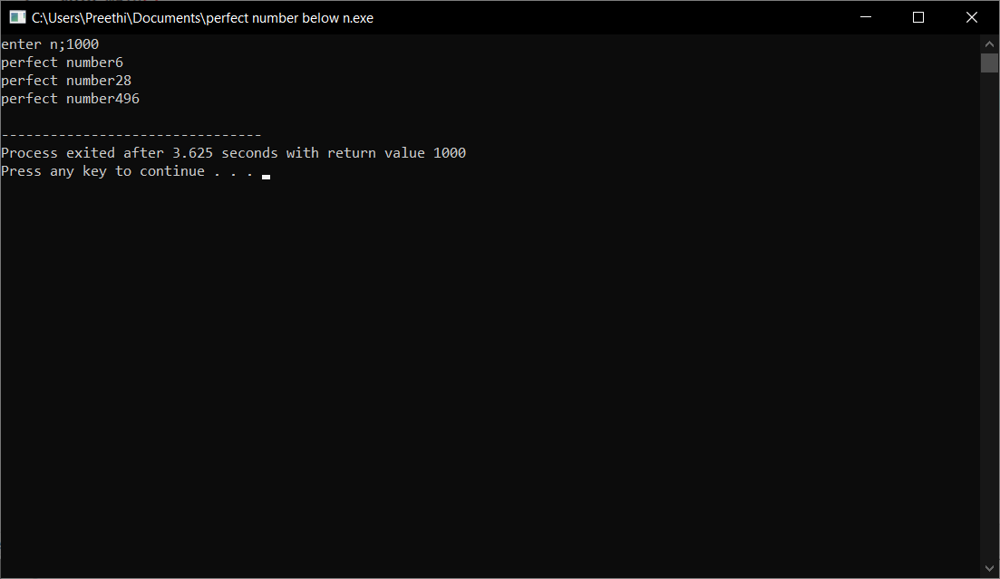 C:\Users\Preethi\Documents\perfect number below n.exe
enter n;1000
perfect number6
perfect number28
perfect number496
--------------------------------
Process exited after 3.625 seconds with return value 1000
Press any key to continue . . .